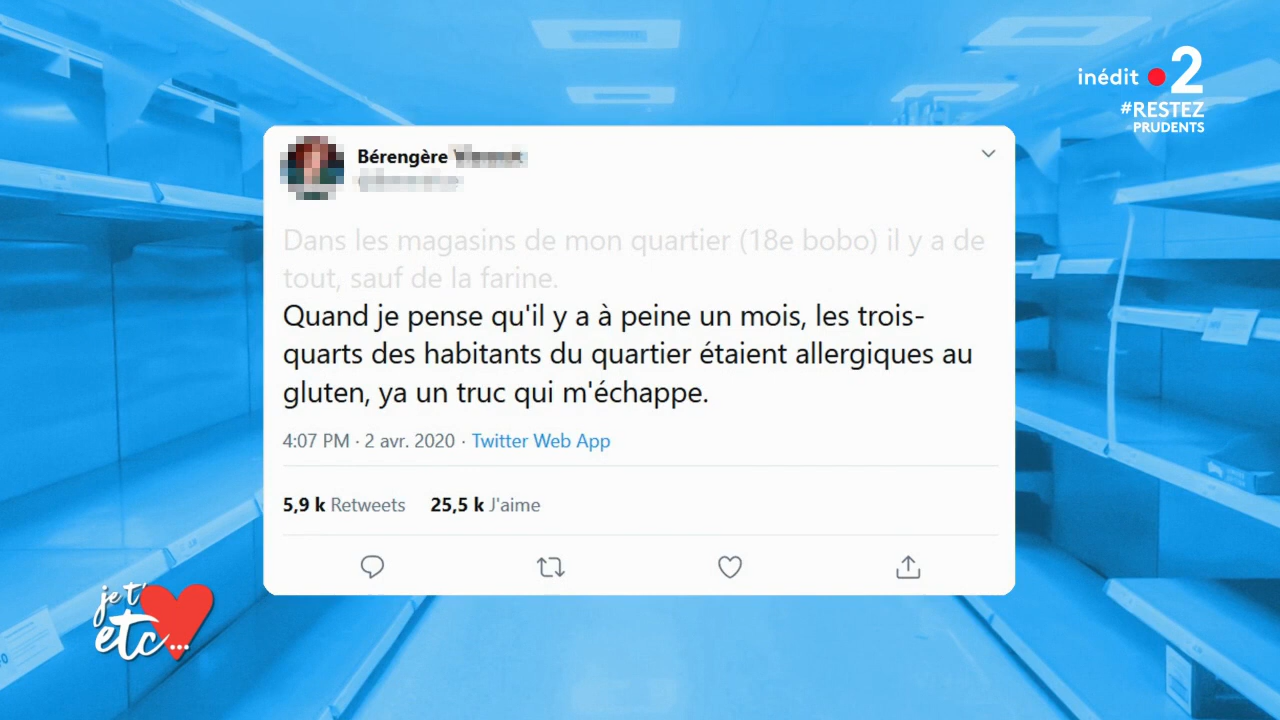 inédit 2
#RESTEZ
PRUDENTS
Bérengère
Dans les magasins de mon quartier (18e bobo) il y a de
tout, sauf de la farine.
Quand je pense qu'il y a à peine un mois, les trois-
quarts des habitants du quartier étaient allergiques au
gluten, ya un truc qui m'échappe.
4:07 PM · 2 avr. 2020 · Twitter Web App
5,9 k Retweets 25,5 k J'aime
je t'
etc...